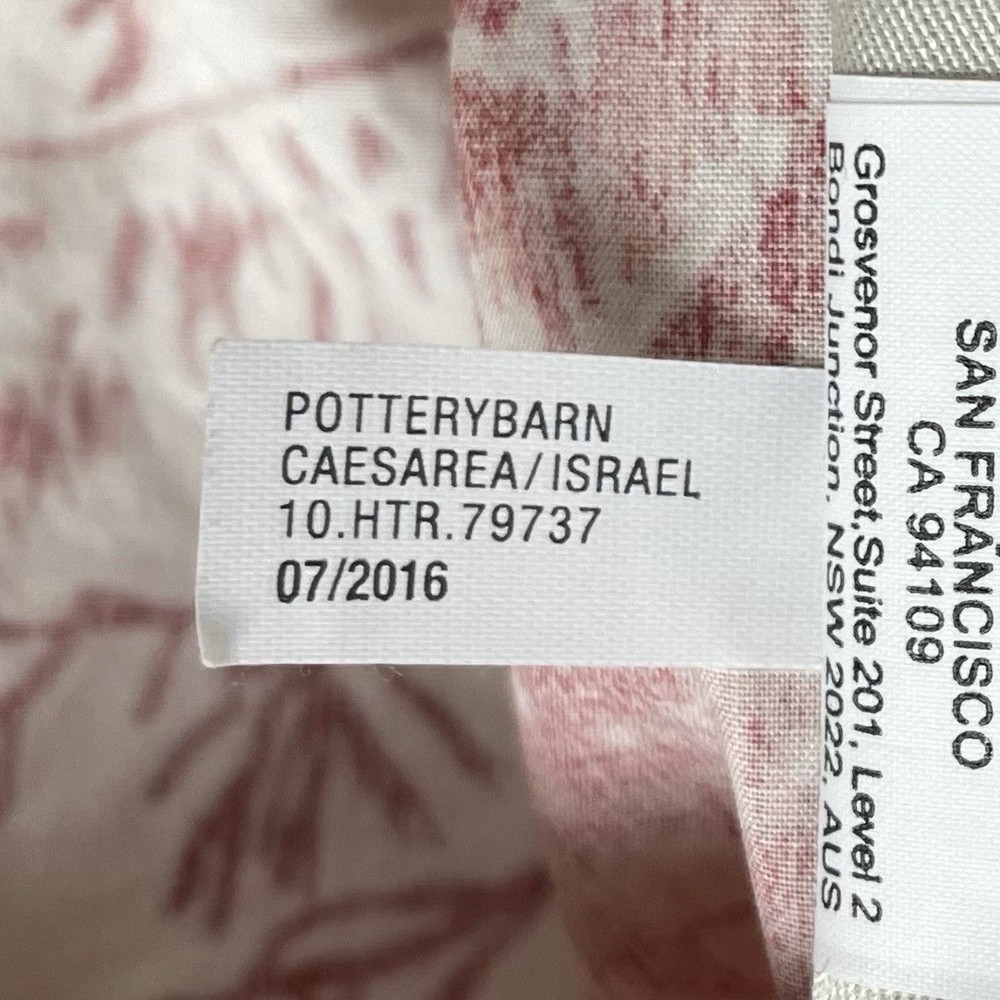 POTTERYBARN
CAESAREA/ISRAEL
10.HTR.79737
07/2016
SAN FRANCISCO
CA 94109
Grosvenor Street,Suite 201, Level 2
Bondi Junction, NSW 2022, AUS